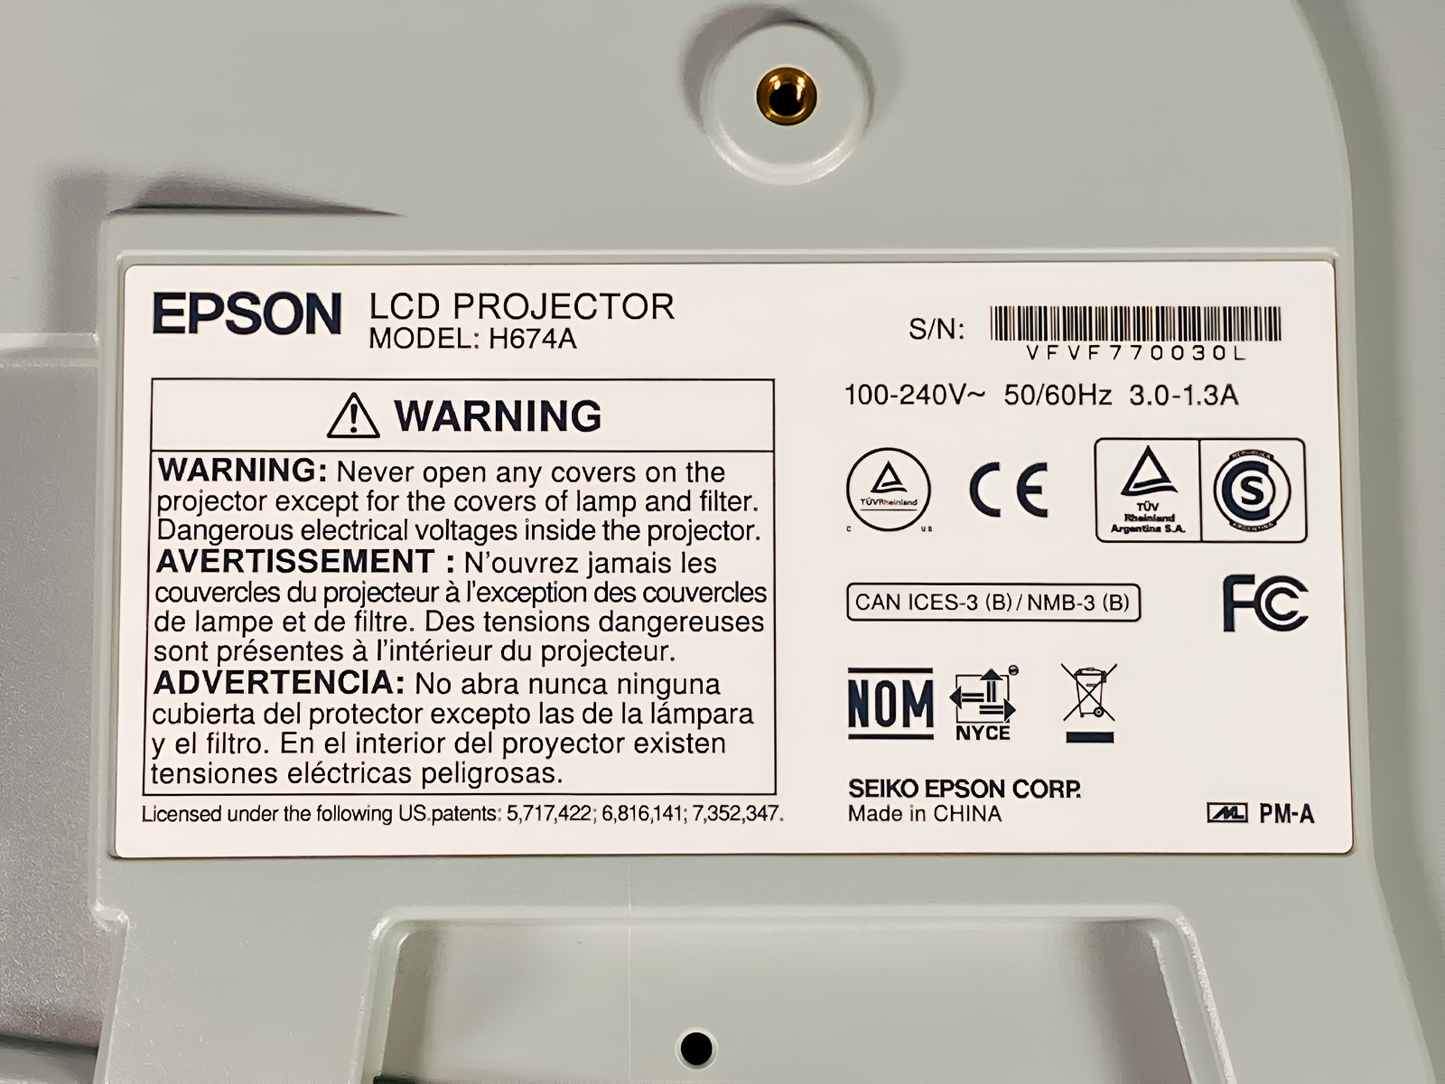 EPSON LCD PROJECTOR
MODEL: H674A
WARNING
WARNING: Never open any covers on the
projector except for the covers of lamp and filter.
Dangerous electrical voltages inside the projector.
AVERTISSEMENT : N'ouvrez jamais les
couvercles du projecteur à l'exception des couvercles
de lampe et de filtre. Des tensions dangereuses
sont présentes à l'intérieur du projecteur.
ADVERTENCIA: No abra nunca ninguna
cubierta del protector excepto las de la lámpara
y el filtro. En el interior del proyector existen
tensiones eléctricas peligrosas.
Licensed under the following US.patents: 5,717,422; 6,816,141; 7,352,347.
S/N:
VFVF770030L
100-240V~ 50/60Hz 3.0-1.3A
TÜVRheinland
C US
CE
TÜV
Rheinland
Argentina S.A.
S
CAN ICES-3 (B) / NMB-3 (B)
FC
NOM
NYCE
SEIKO EPSON CORP.
Made in CHINA
PM-A